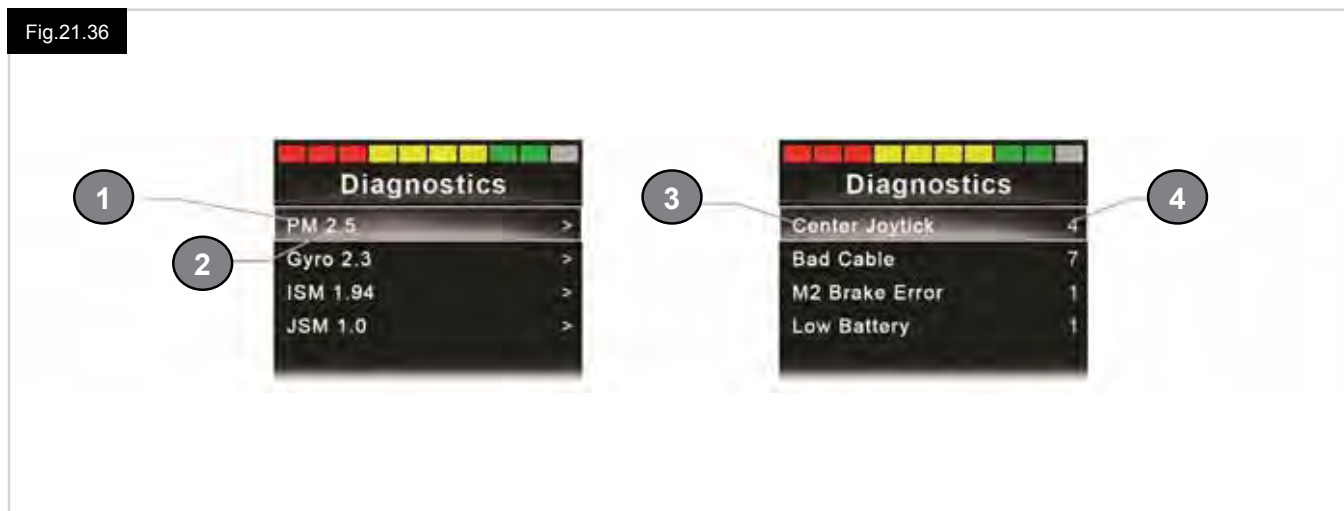 Fig.21.36
Diagnostics
1
PM 2.5 >
2
Gyro 2.3 >
ISM 1.94 >
JSM 1.0 >
Diagnostics
3
Center Joytick 4
4
Bad Cable 7
M2 Brake Error 1
Low Battery 1